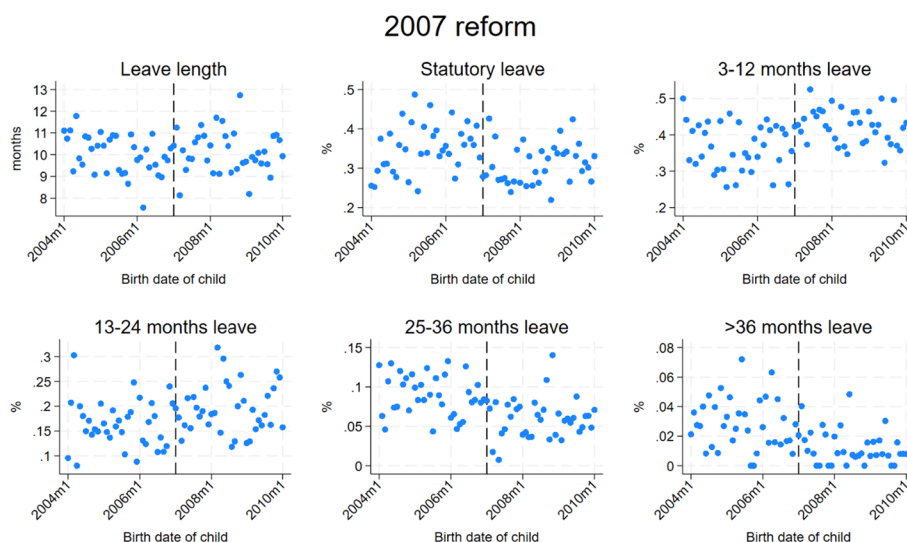 2007 reform
Leave length
13
12
11
10
9
8
months
2004m1
2006m1
2008m1
2010m1
Birth date of child
Statutory leave
.5
.4
.3
.2
%
2004m1
2006m1
2008m1
2010m1
Birth date of child
3-12 months leave
.5
.4
.3
.2
%
2004m1
2006m1
2008m1
2010m1
Birth date of child
13-24 months leave
.3
.25
.2
.15
.1
%
2004m1
2006m1
2008m1
2010m1
Birth date of child
25-36 months leave
.15
.1
.05
0
%
2004m1
2006m1
2008m1
2010m1
Birth date of child
>36 months leave
.08
.06
.04
.02
0
%
2004m1
2006m1
2008m1
2010m1
Birth date of child